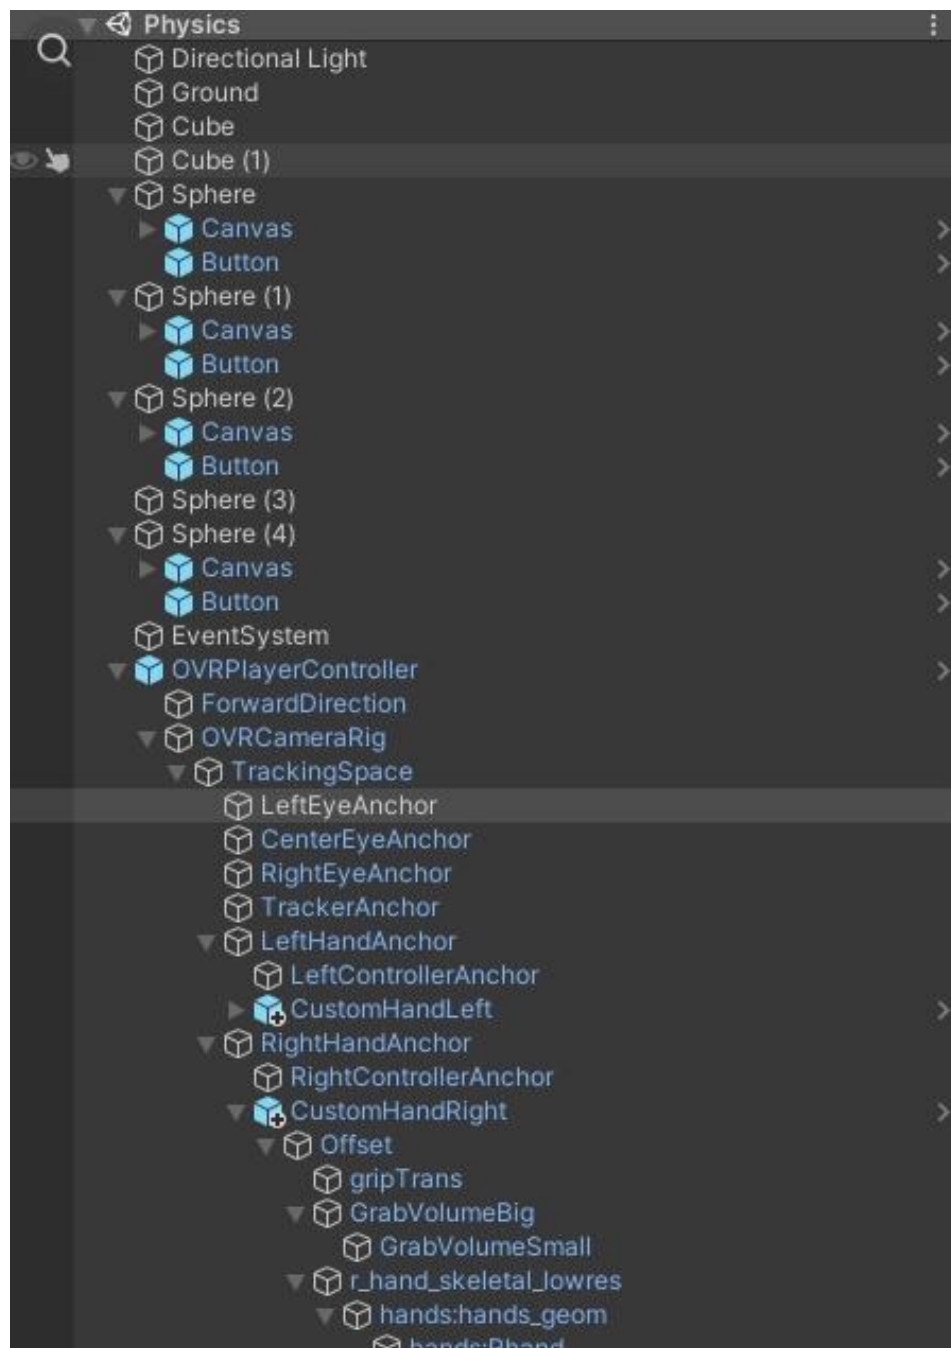 Physics
Directional Light
Ground
Cube
Cube (1)
Sphere
Canvas
Button
Sphere (1)
Canvas
Button
Sphere (2)
Canvas
Button
Sphere (3)
Sphere (4)
Canvas
Button
EventSystem
OVRPlayerController
ForwardDirection
OVRCameraRig
TrackingSpace
LeftEyeAnchor
CenterEyeAnchor
RightEyeAnchor
TrackerAnchor
LeftHandAnchor
LeftControllerAnchor
CustomHandLeft
RightHandAnchor
RightControllerAnchor
CustomHandRight
Offset
gripTrans
GrabVolumeBig
GrabVolumeSmall
r_hand_skeletal_lowres
hands:hands_geom
hands:Rhand